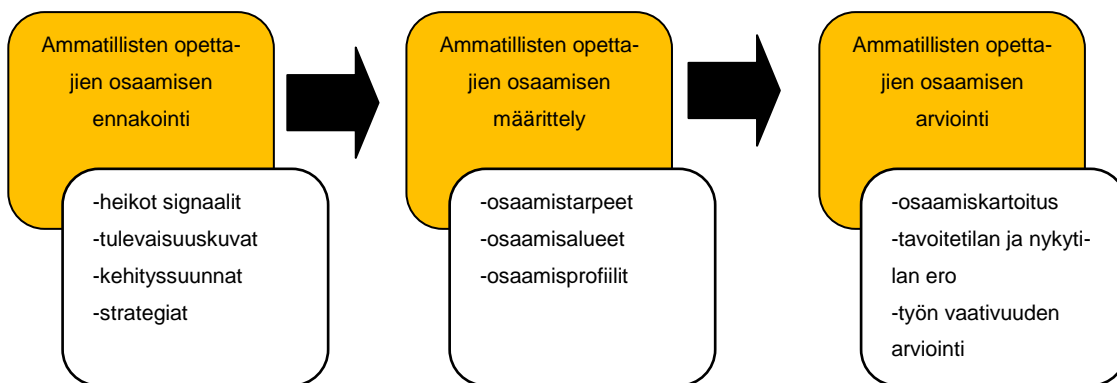 Ammatillisten opetta-
jien osaamisen
ennakointi
-heikot signaalit
-tulevaisuuskuvat
-kehityssuunnat
-strategiat
Ammatillisten opetta-
jien osaamisen
määrittely
-osaamistarpeet
-osaamisalueet
-osaamisprofiilit
Ammatillisten opetta-
jien osaamisen
arviointi
-osaamiskartoitus
-tavoitetilan ja nykyti-
lan ero
-työn vaativuuden
arviointi